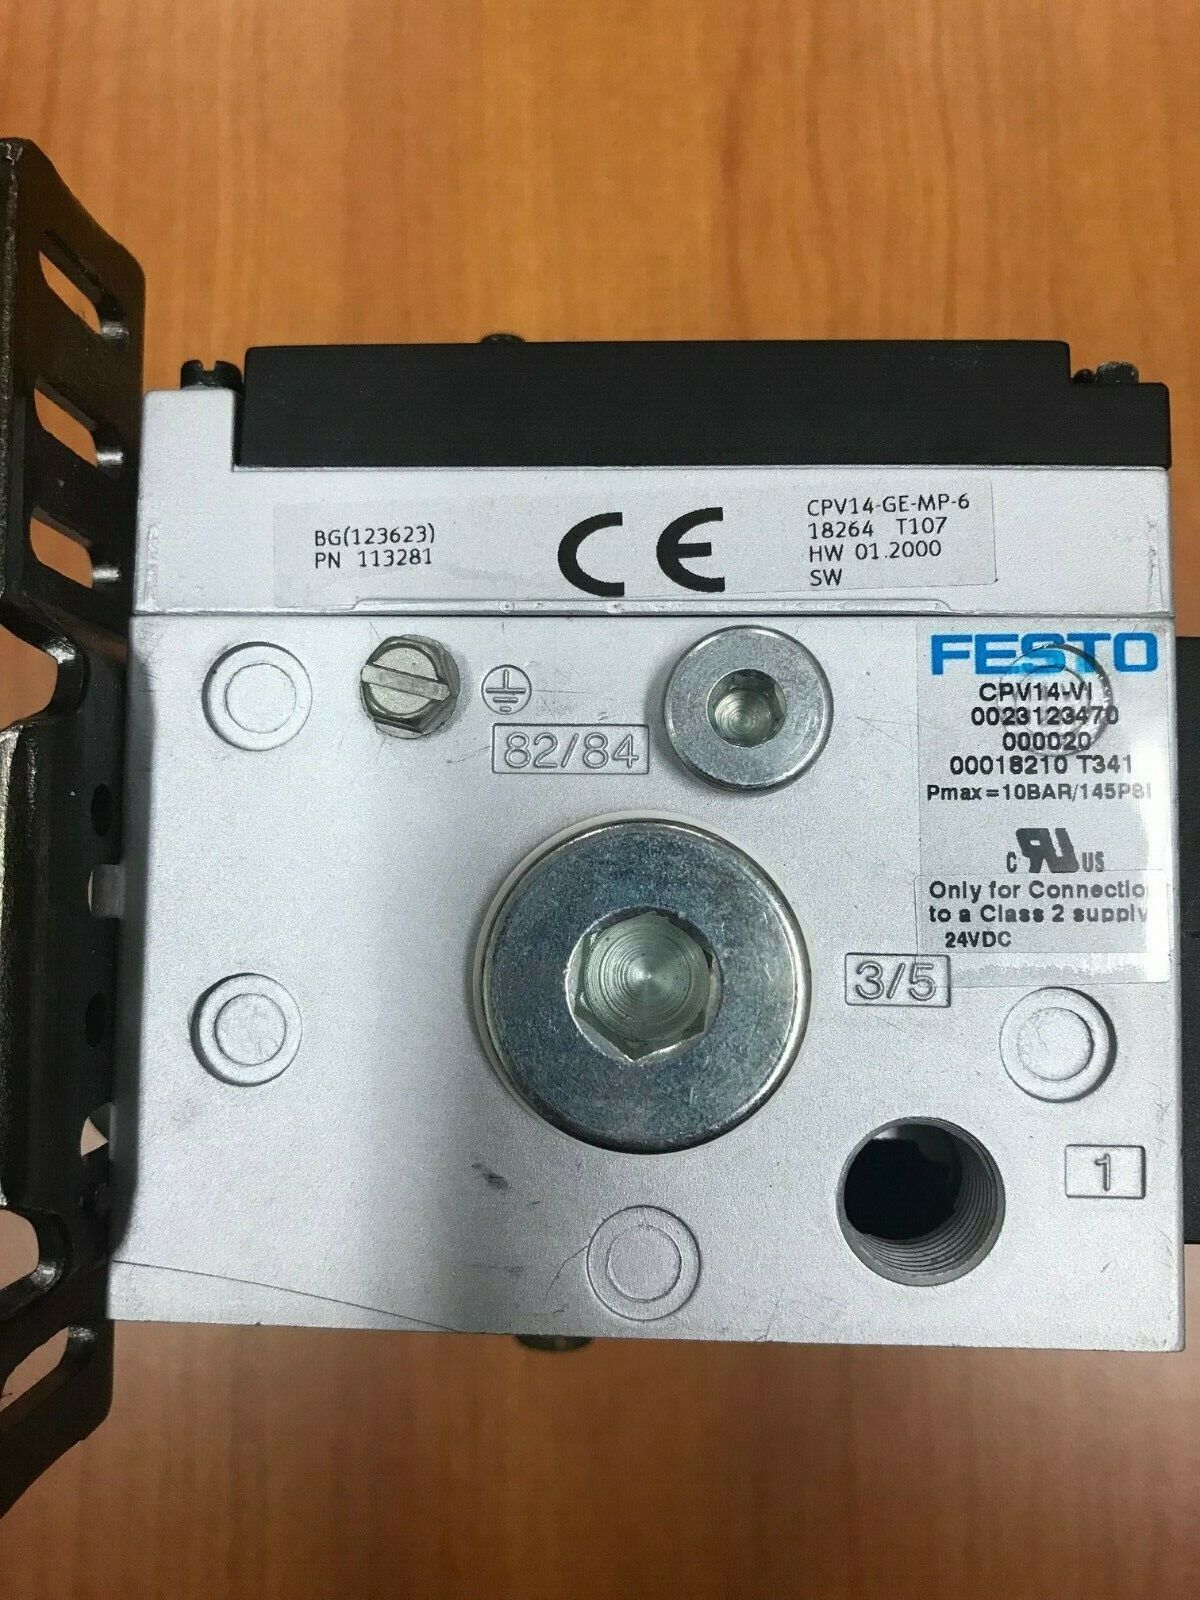 BG(123623)
PN 113281
CE
CPV14-GE-MP-6
18264 T107
HW 01.2000
SW
FESTO
CPV14-VI
0023123470
000020
00018210 T341
Pmax=10BAR/145PSI
C UR US
Only for Connectio
to a Class 2 supply
24VDC
82/84
3/5
1